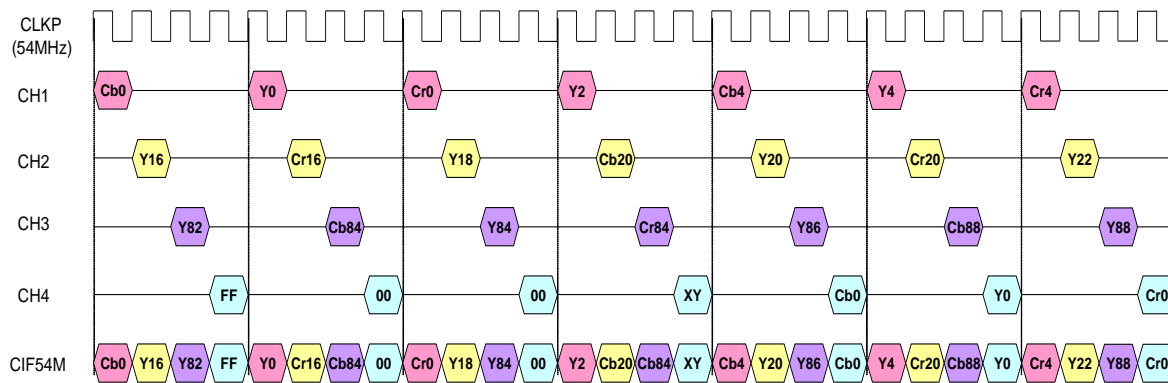 CLKP
(54MHz)
CH1 Cb0 Y0 Cr0 Y2 Cb4 Y4 Cr4
CH2 Y16 Cr16 Y18 Cb20 Y20 Cr20 Y22
CH3 Y82 Cb84 Y84 Cr84 Y86 Cb88 Y88
CH4 FF 00 00 XY Cb0 Y0 Cr0
CIF54M Cb0 Y16 Y82 FF Y0 Cr16 Cb84 00 Cr0 Y18 Y84 00 Y2 Cb20 Cb84 XY Cb4 Y20 Y86 Cb0 Y4 Cr20 Cb88 Y0 Cr4 Y22 Y88 Cr0